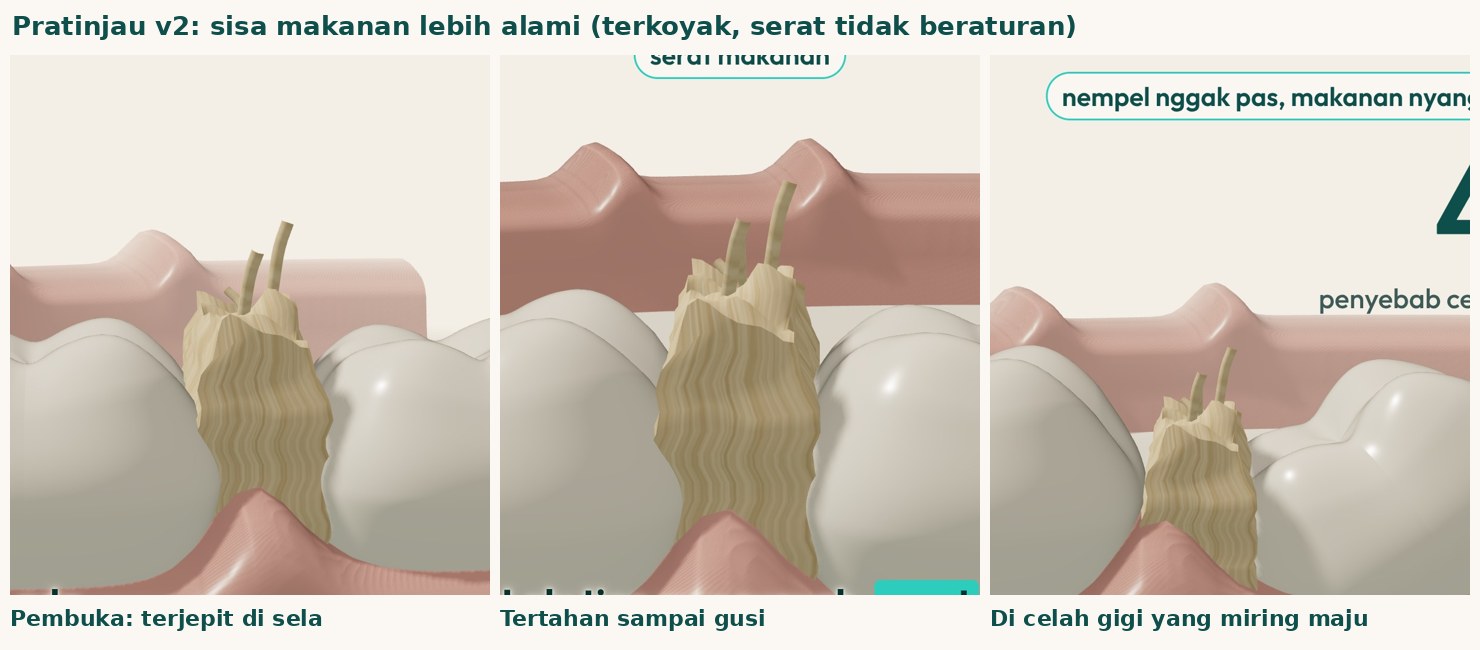 Pratinjau v2: sisa makanan lebih alami (terkoyak, serat tidak beraturan)
serat makanan
nempel nggak pas, makanan nyang
penyebab ce
Pembuka: terjepit di sela
Tertahan sampai gusi
Di celah gigi yang miring maju